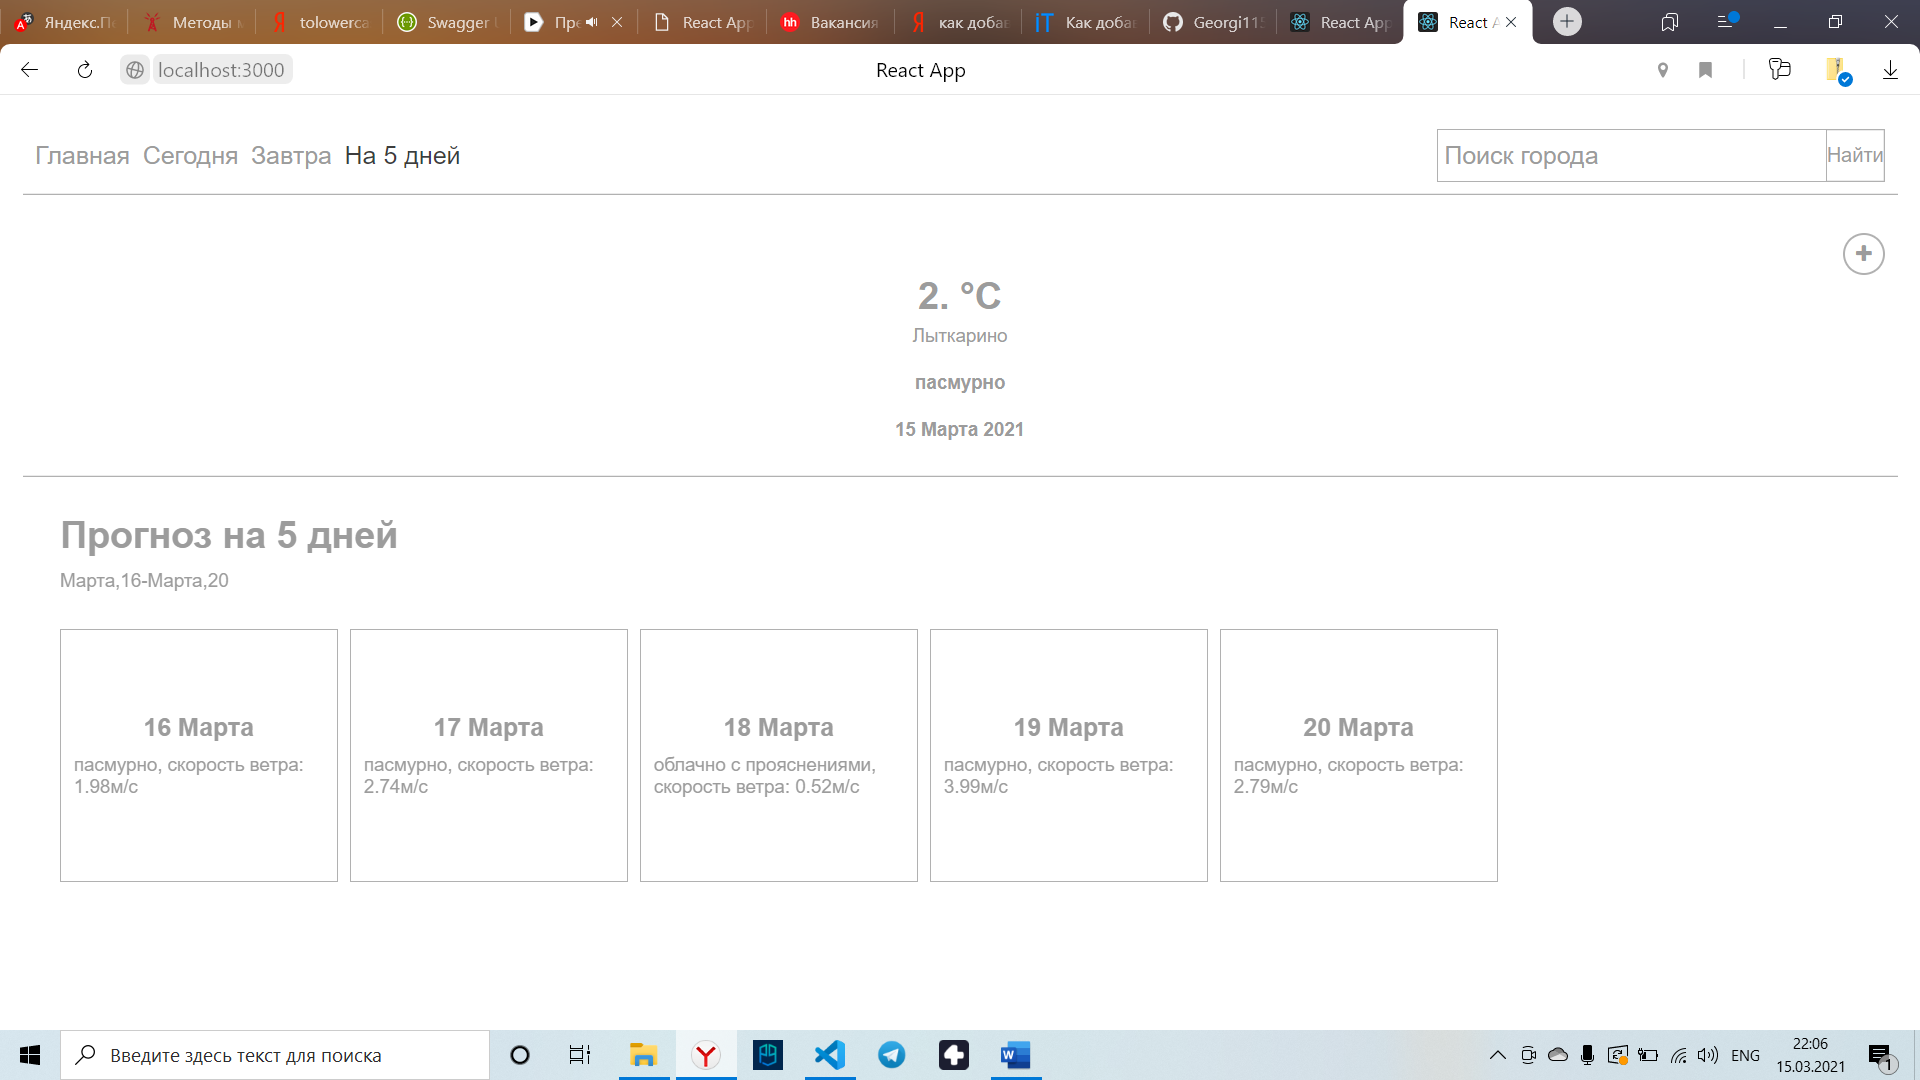 Яндекс.П
Методы м
tolowerca
Swagger U
Пре
React App
Вакансия
как добав
Как добав
Georgi115
React App
React A
localhost:3000
React App
Главная Сегодня Завтра На 5 дней
Поиск города
Найти
2. °C
Лыткарино
пасмурно
15 Марта 2021
Прогноз на 5 дней
Марта,16-Марта,20
16 Марта
пасмурно, скорость ветра:
1.98м/с
17 Марта
пасмурно, скорость ветра:
2.74м/с
18 Марта
облачно с прояснениями,
скорость ветра: 0.52м/с
19 Марта
пасмурно, скорость ветра:
3.99м/с
20 Марта
пасмурно, скорость ветра:
2.79м/с
Введите здесь текст для поиска
ENG
22:06
15.03.2021
1